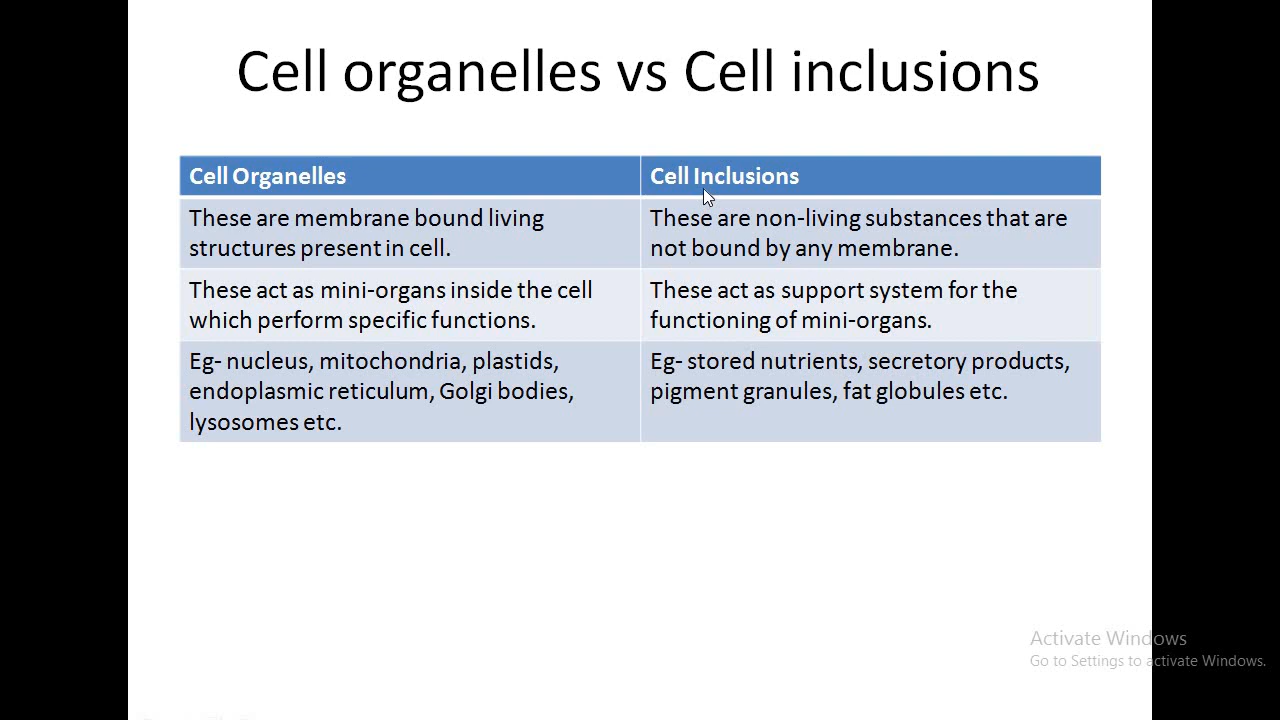 Cell organelles vs Cell inclusions
Cell Organelles
Cell Inclusions
These are membrane bound living
structures present in cell.
These are non-living substances that are
not bound by any membrane.
These act as mini-organs inside the cell
which perform specific functions.
These act as support system for the
functioning of mini-organs.
Eg- nucleus, mitochondria, plastids,
endoplasmic reticulum, Golgi bodies,
lysosomes etc.
Eg- stored nutrients, secretory products,
pigment granules, fat globules etc.
Activate Windows
Go to Settings to activate Windows.